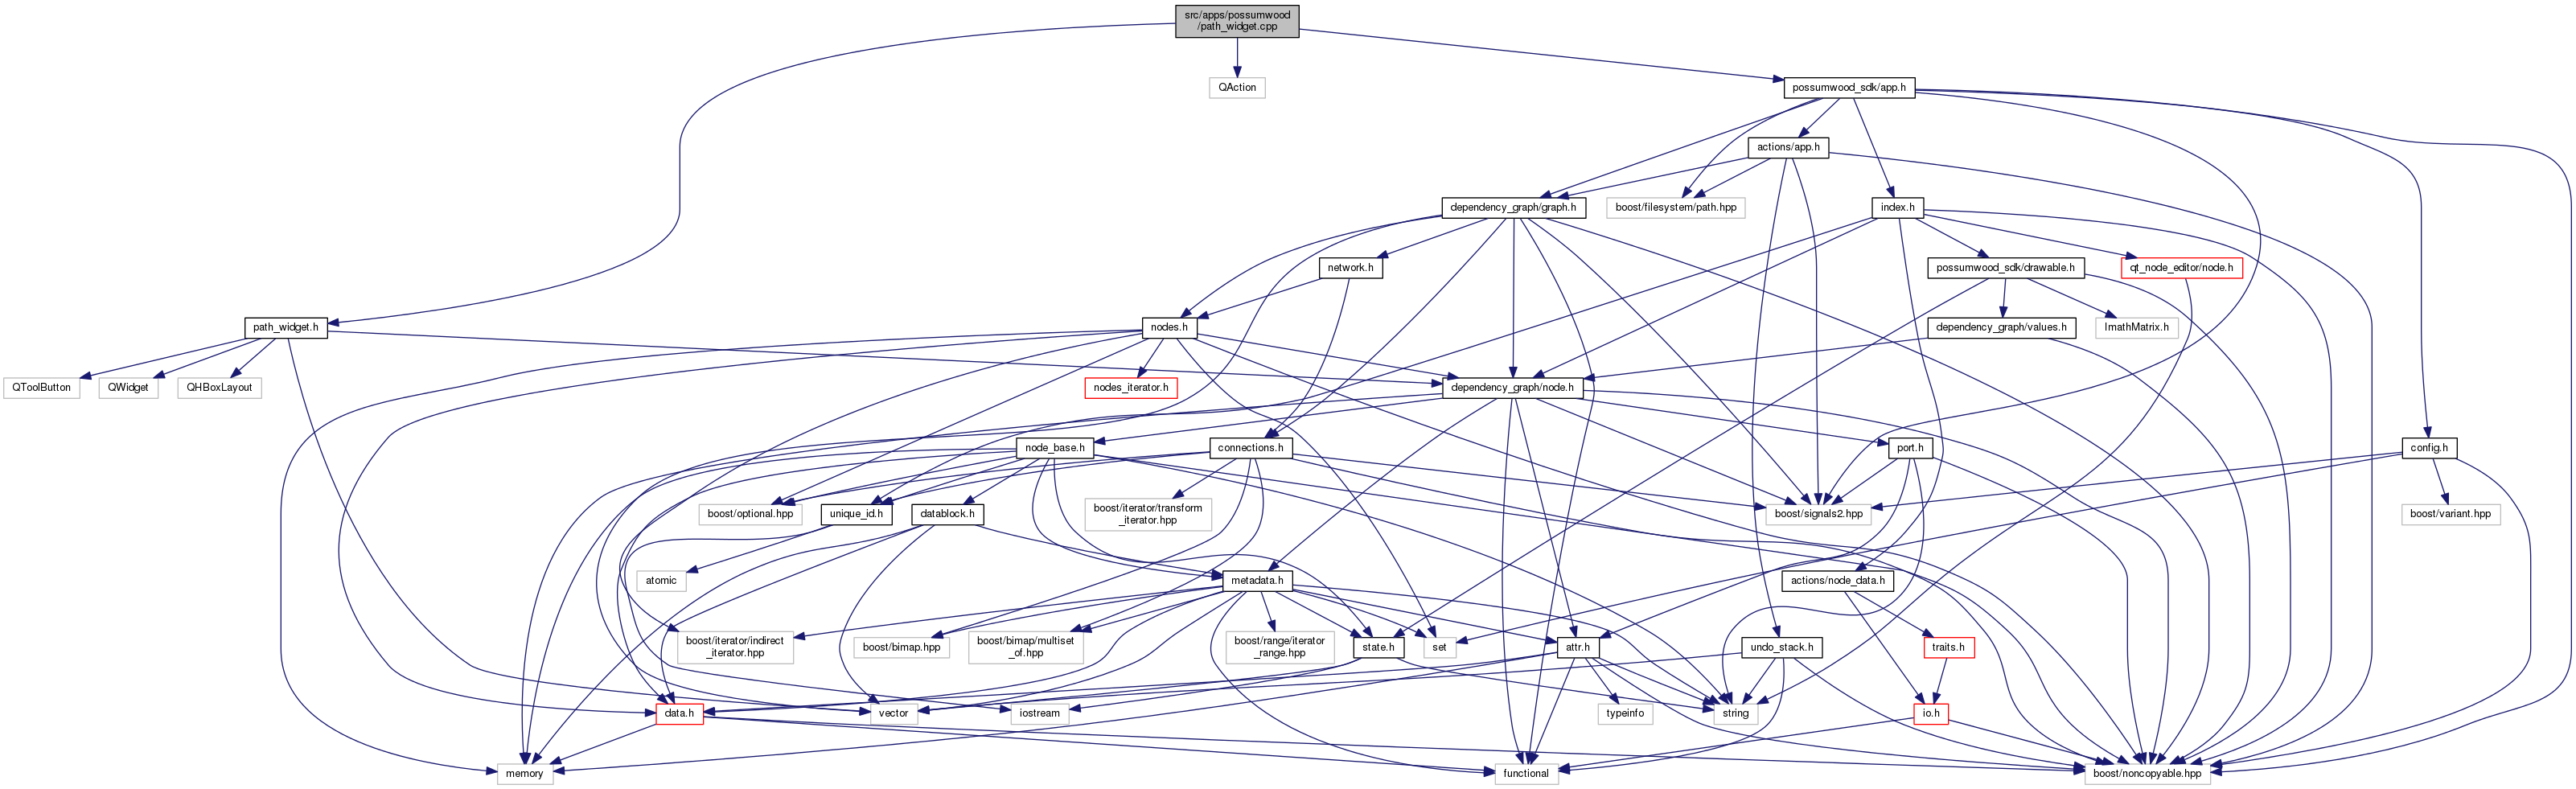 src/apps/possumwood
/path_widget.cpp
QAction
possumwood_sdk/app.h
actions/app.h
dependency_graph/graph.h
boost/filesystem/path.hpp
index.h
network.h
possumwood_sdk/drawable.h
qt_node_editor/node.h
path_widget.h
nodes.h
dependency_graph/values.h
ImathMatrix.h
QToolButton
QWidget
QHBoxLayout
nodes_iterator.h
dependency_graph/node.h
node_base.h
connections.h
port.h
config.h
boost/optional.hpp
unique_id.h
datablock.h
boost/iterator/transform
_iterator.hpp
boost/signals2.hpp
boost/variant.hpp
atomic
metadata.h
actions/node_data.h
boost/iterator/indirect
_iterator.hpp
boost/bimap.hpp
boost/bimap/multiset
_of.hpp
boost/range/iterator
_range.hpp
state.h
set
attr.h
undo_stack.h
traits.h
data.h
vector
iostream
typeinfo
string
io.h
memory
functional
boost/noncopyable.hpp